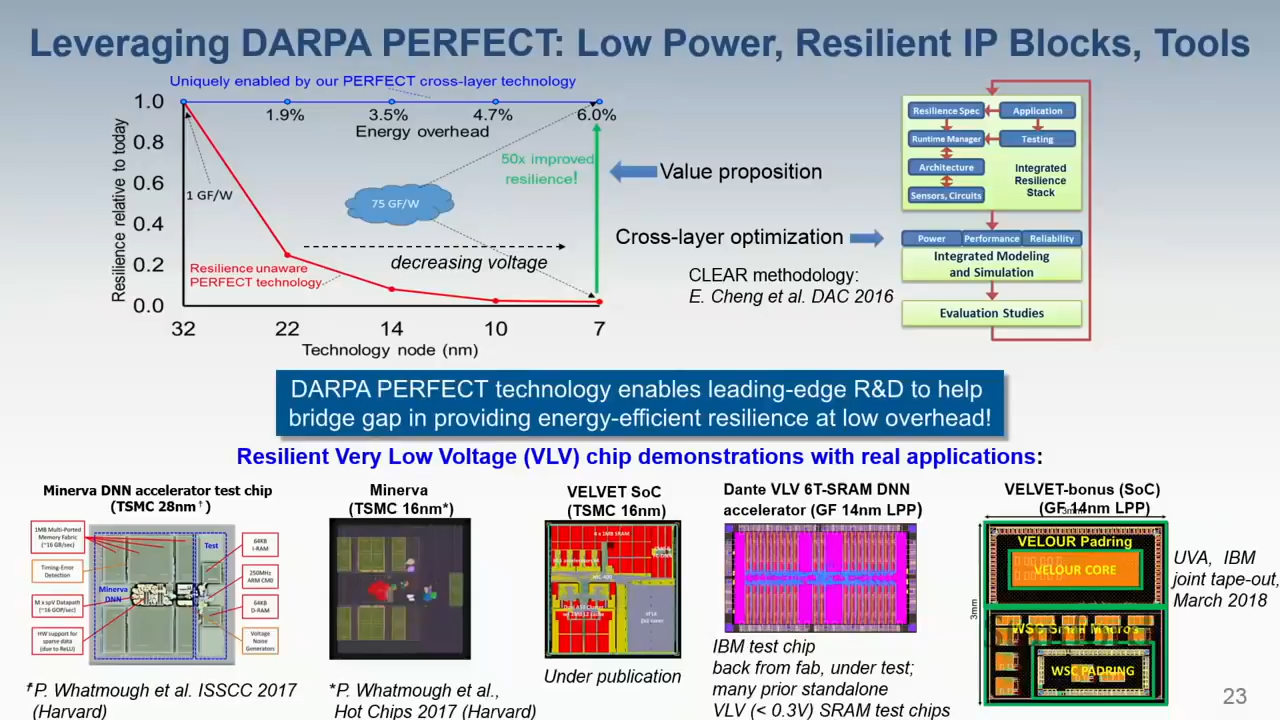 Leveraging DARPA PERFECT: Low Power, Resilient IP Blocks, Tools
Uniquely enabled by our PERFECT cross-layer technology
Resilience relative to today
1.0
0.8
0.6
0.4
0.2
0.0
1.9%
3.5%
4.7%
6.0%
Energy overhead
50x improved
resilience!
1 GF/W
75 GF/W
decreasing voltage
Resilience unaware
PERFECT technology
32
22
14
10
7
Technology node (nm)
Value proposition
Cross-layer optimization
CLEAR methodology:
E. Cheng et al. DAC 2016
Resilience Spec
Application
Runtime Manager
Testing
Architecture
Sensors, Circuits
Integrated
Resilience
Stack
Power
Performance
Reliability
Integrated Modeling
and Simulation
Evaluation Studies
DARPA PERFECT technology enables leading-edge R&D to help
bridge gap in providing energy-efficient resilience at low overhead!
Resilient Very Low Voltage (VLV) chip demonstrations with real applications:
Minerva DNN accelerator test chip
(TSMC 28nm†)
1MB Multi-Ported
Memory Fabric
(~16 GB/sec)
Timing-Error
Detection
M x spV Datapath
(~16 GOP/sec)
HW support for
sparse data
(due to ReLU)
Minerva
DNN
Test
64KB
I-RAM
250MHz
ARM CM0
64KB
D-RAM
Voltage
Noise
Generators
†P. Whatmough et al. ISSCC 2017
(Harvard)
Minerva
(TSMC 16nm*)
*P. Whatmough et al.,
Hot Chips 2017 (Harvard)
VELVET SoC
(TSMC 16nm)
4 x 1MB SRAM
Under publication
Dante VLV 6T-SRAM DNN
accelerator (GF 14nm LPP)
IBM test chip
back from fab, under test;
many prior standalone
VLV (< 0.3V) SRAM test chips
VELVET-bonus (SoC)
(GF 14nm LPP)
3mm
3mm
VELOUR Padring
VELOUR CORE
WSC Small Macros
WSC PADRING
UVA, IBM
joint tape-out,
March 2018
23